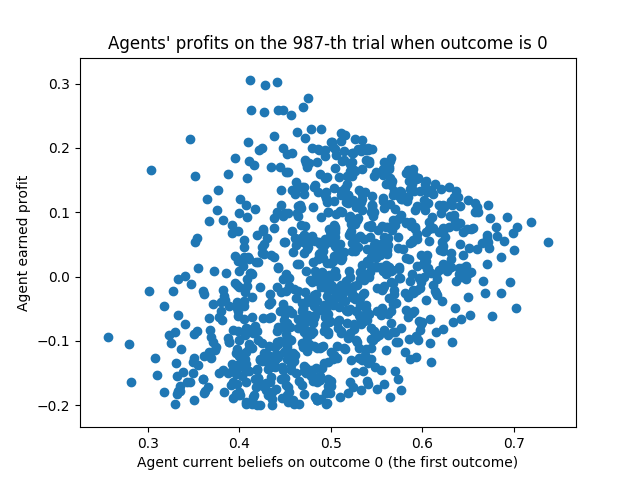 Agents' profits on the 987-th trial when outcome is 0
0.3
0.2
0.1
0.0
−0.1
−0.2
Agent earned profit
0.3 0.4 0.5 0.6 0.7
Agent current beliefs on outcome 0 (the first outcome)